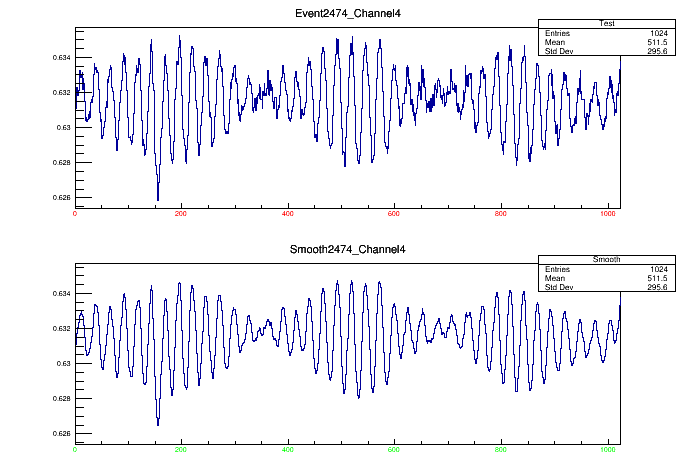 Event2474_Channel4
Test
Entries 1024
Mean 511.5
Std Dev 295.6
0.634
0.632
0.63
0.628
0.626
0 200 400 600 800 1000
Smooth2474_Channel4
Smooth
Entries 1024
Mean 511.5
Std Dev 295.6
0.634
0.632
0.63
0.628
0.626
0 200 400 600 800 1000